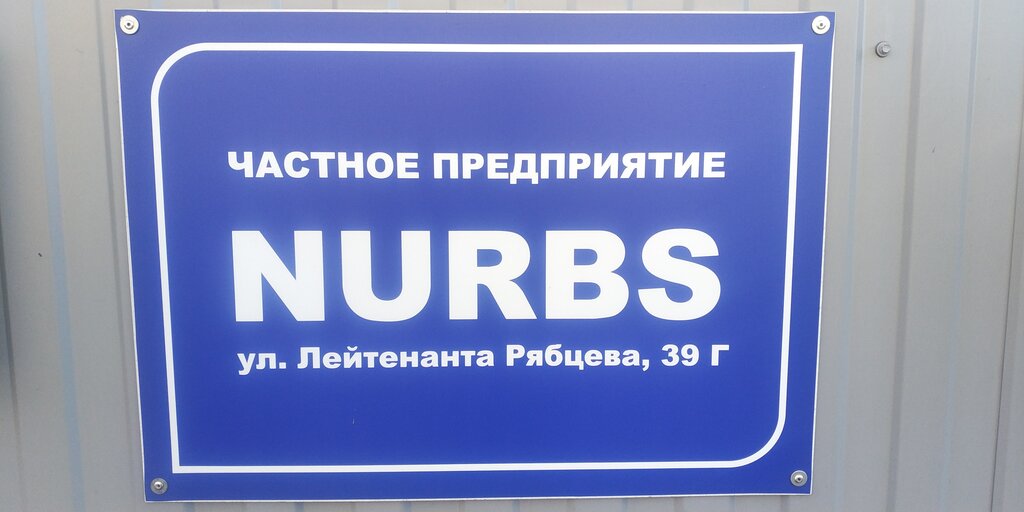 ЧАСТНОЕ ПРЕДПРИЯТИЕ
NURBS
ул. Лейтенанта Рябцева, 39 Г